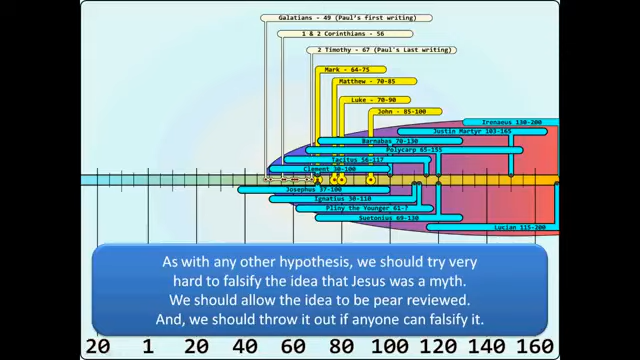 Galatians - 49 (Paul's first writing)
1 & 2 Corinthians - 56
2 Timothy - 67 (Paul's Last writing)
Mark - 64-75
Matthew - 70-85
Luke - 70-90
John - 85-100
Irenaeus 130-200
Justin Martyr 103-165
Barnabas 70-130
Polycarp 65-155
Tacitus 56-117
Clement 30-100
Josephus 37-100
Ignatius 50-110
Pliny the Younger 61-?
Suetonius 69-130
Lucian 115-200
As with any other hypothesis, we should try very
hard to falsify the idea that Jesus was a myth.
We should allow the idea to be pear reviewed.
And, we should throw it out if anyone can falsify it.
20 1 20 40 60 80 100 120 140 160